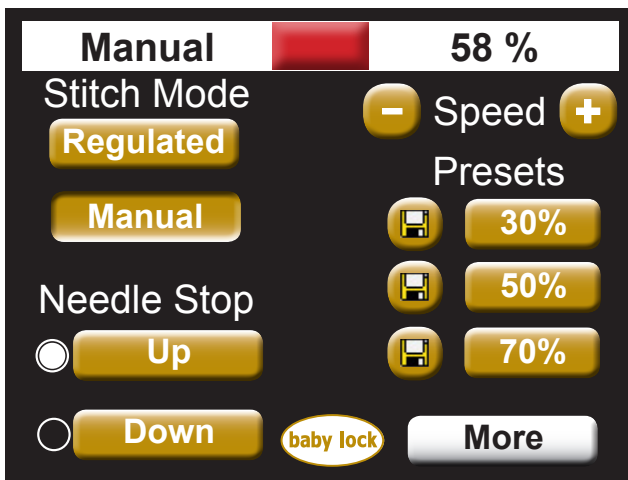 Manual 58 %
Stitch Mode
- Speed +
Regulated
Presets
Manual
30%
50%
Needle Stop
Up
70%
Down
baby lock
More